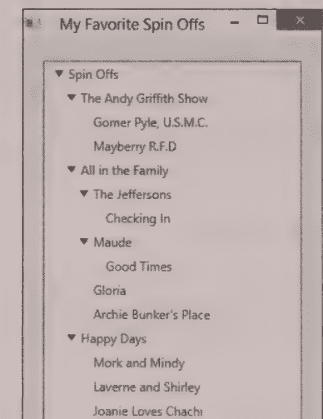 My Favorite Spin Offs
Spin Offs
The Andy Griffith Show
Gomer Pyle, U.S.M.C.
Mayberry R.F.D
All in the Family
The Jeffersons
Checking In
Maude
Good Times
Gloria
Archie Bunker's Place
Happy Days
Mork and Mindy
Laverne and Shirley
Joanie Loves Chachi